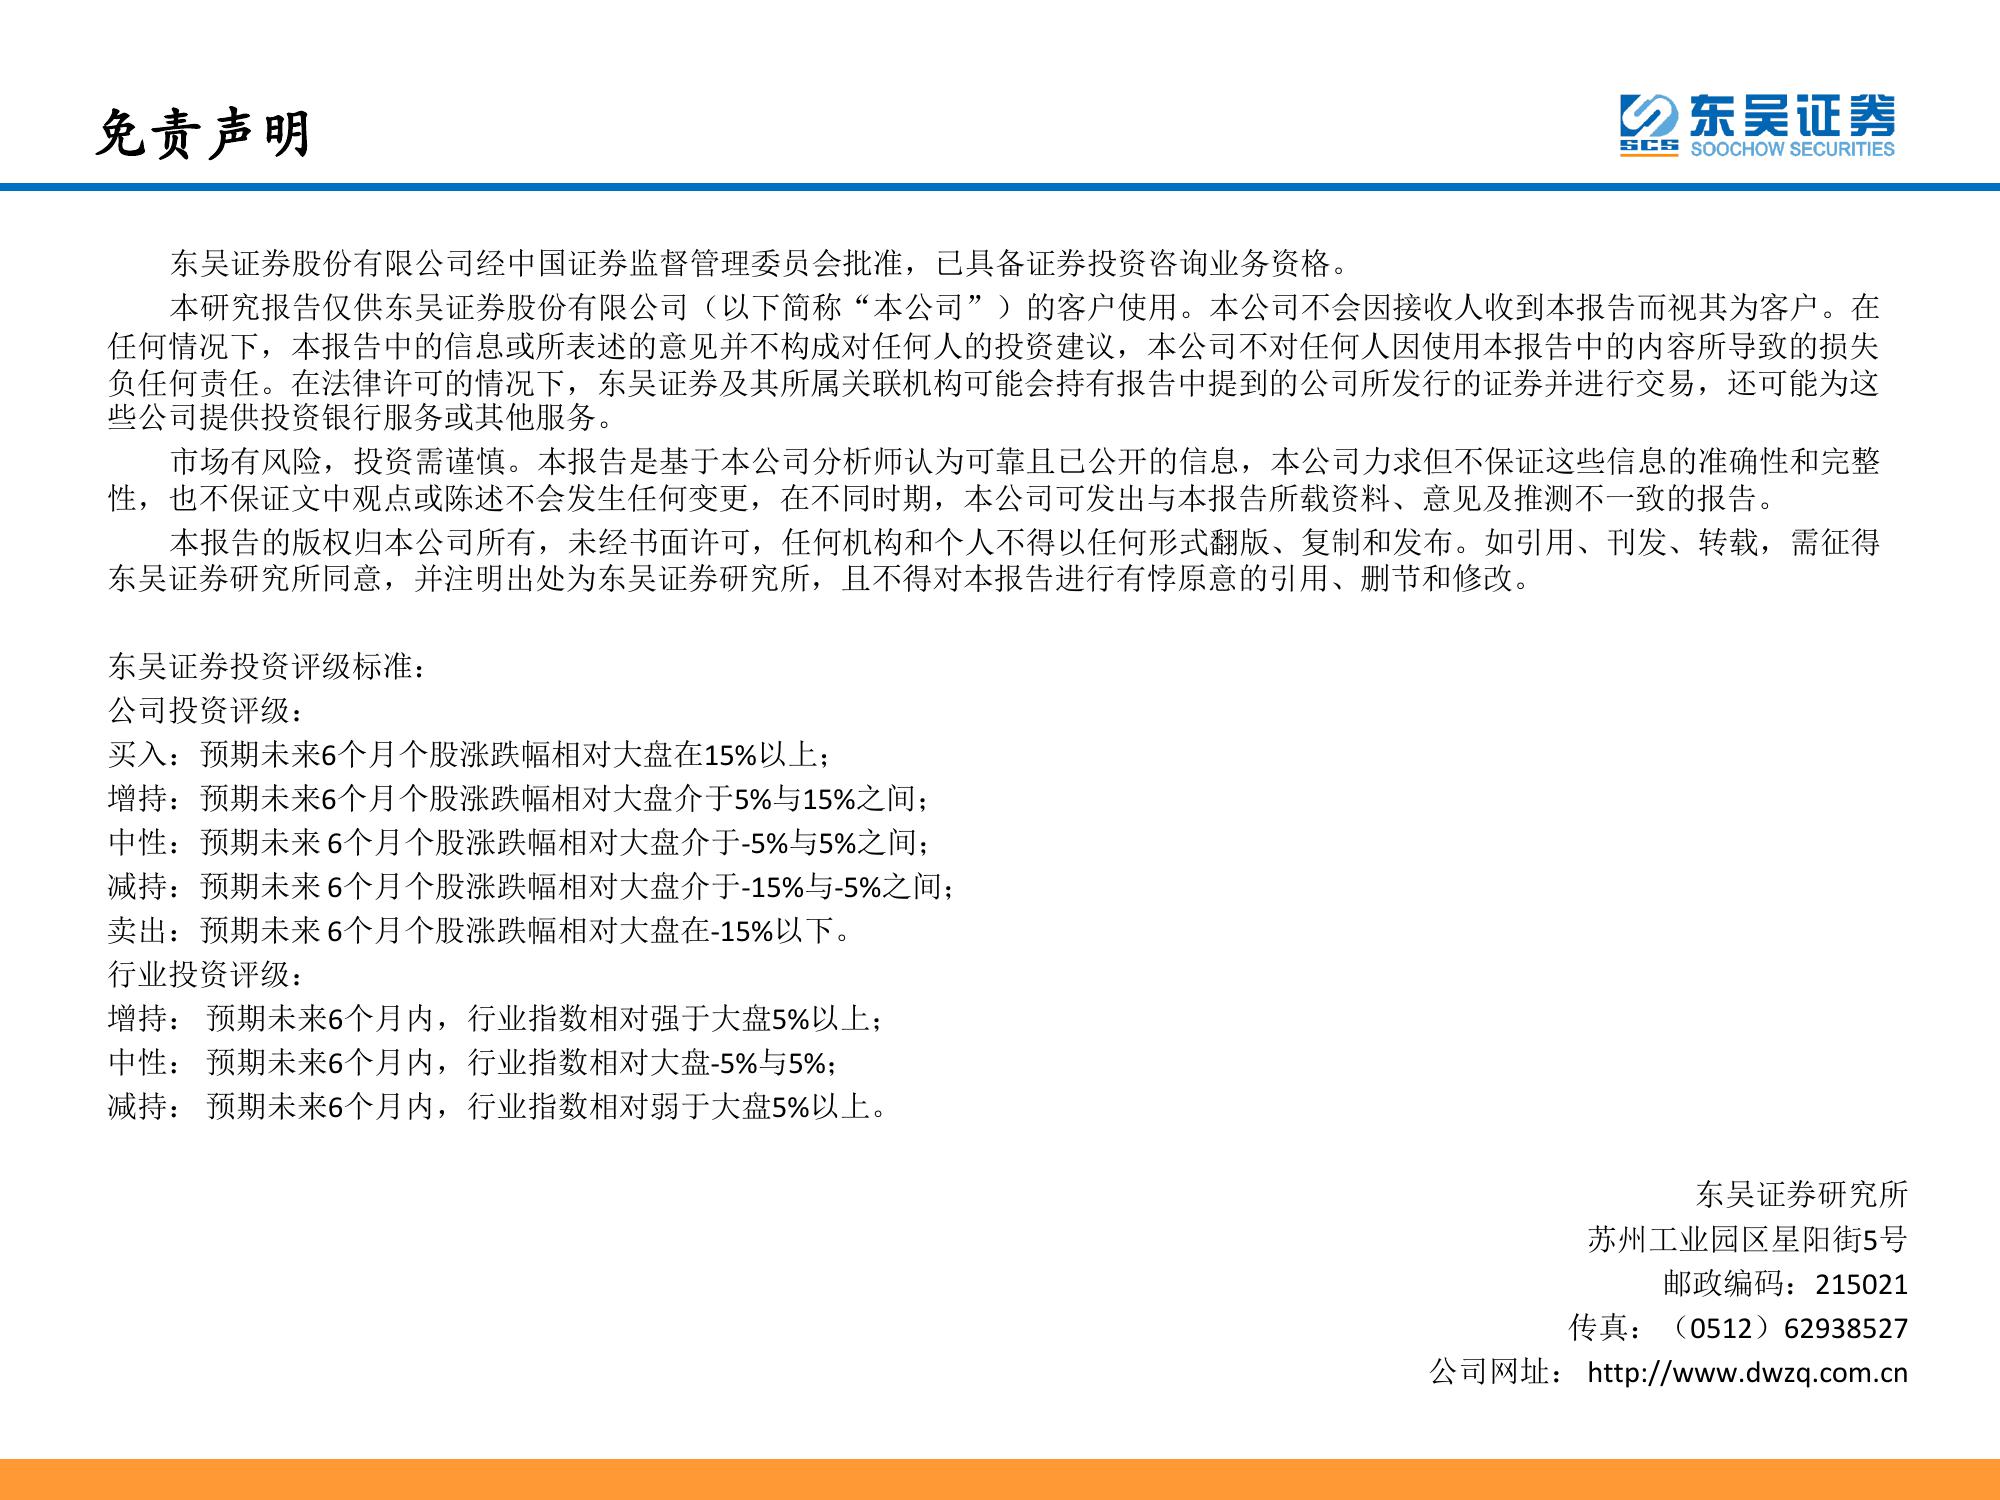 免责声明
东吴证券
SCS
SOOCHOW SECURITIES
东吴证券股份有限公司经中国证券监督管理委员会批准，已具备证券投资咨询业务资格。
本研究报告仅供东吴证券股份有限公司（以下简称“本公司”）的客户使用。本公司不会因接收人收到本报告而视其为客户。在
任何情况下，本报告中的信息或所表述的意见并不构成对任何人的投资建议，本公司不对任何人因使用本报告中的内容所导致的损失
负任何责任。在法律许可的情况下，东吴证券及其所属关联机构可能会持有报告中提到的公司所发行的证券并进行交易，还可能为这
些公司提供投资银行服务或其他服务。
市场有风险，投资需谨慎。本报告是基于本公司分析师认为可靠且已公开的信息，本公司力求但不保证这些信息的准确性和完整
性，也不保证文中观点或陈述不会发生任何变更，在不同时期，本公司可发出与本报告所载资料、意见及推测不一致的报告。
本报告的版权归本公司所有，未经书面许可，任何机构和个人不得以任何形式翻版、复制和发布。如引用、刊发、转载，需征得
东吴证券研究所同意，并注明出处为东吴证券研究所，且不得对本报告进行有悖原意的引用、删节和修改。
东吴证券投资评级标准：
公司投资评级：
买入：预期未来6个月个股涨跌幅相对大盘在15%以上；
增持：预期未来6个月个股涨跌幅相对大盘介于5%与15%之间；
中性：预期未来 6个月个股涨跌幅相对大盘介于-5%与5%之间；
减持：预期未来 6个月个股涨跌幅相对大盘介于-15%与-5%之间；
卖出：预期未来 6个月个股涨跌幅相对大盘在-15%以下。
行业投资评级：
增持： 预期未来6个月内，行业指数相对强于大盘5%以上；
中性： 预期未来6个月内，行业指数相对大盘-5%与5%；
减持： 预期未来6个月内，行业指数相对弱于大盘5%以上。
东吴证券研究所
苏州工业园区星阳街5号
邮政编码：215021
传真：（0512）62938527
公司网址： http://www.dwzq.com.cn